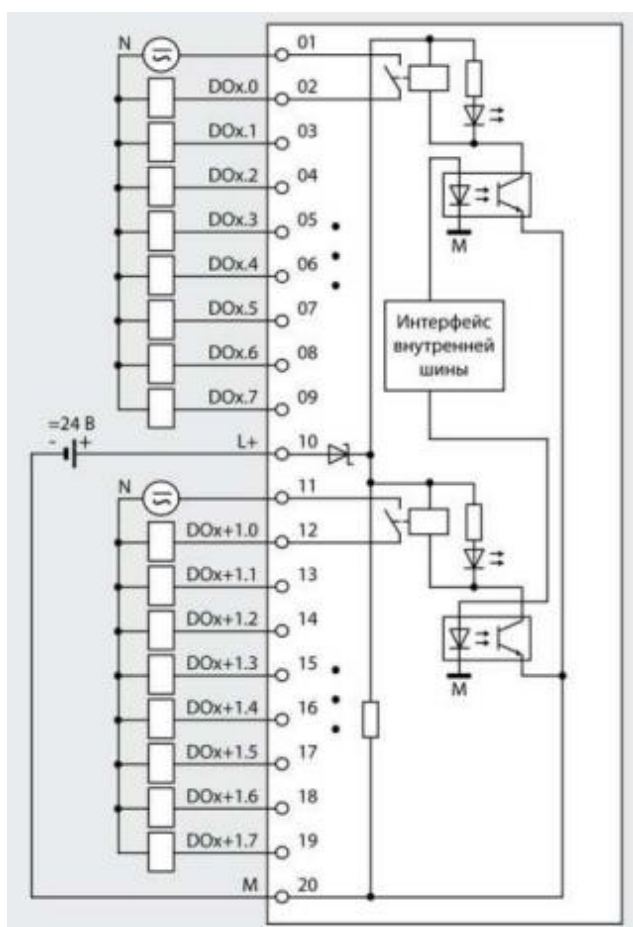 N
01
DOx.0
02
DOx.1
03
DOx.2
04
M
DOx.3
05
DOx.4
06
DOx.5
07
Интерфейс
внутренней
шины
DOx.6
08
DOx.7
09
=24 В
- +
L+
10
N
11
DOx+1.0
12
DOx+1.1
13
DOx+1.2
14
DOx+1.3
15
M
DOx+1.4
16
DOx+1.5
17
DOx+1.6
18
DOx+1.7
19
M
20